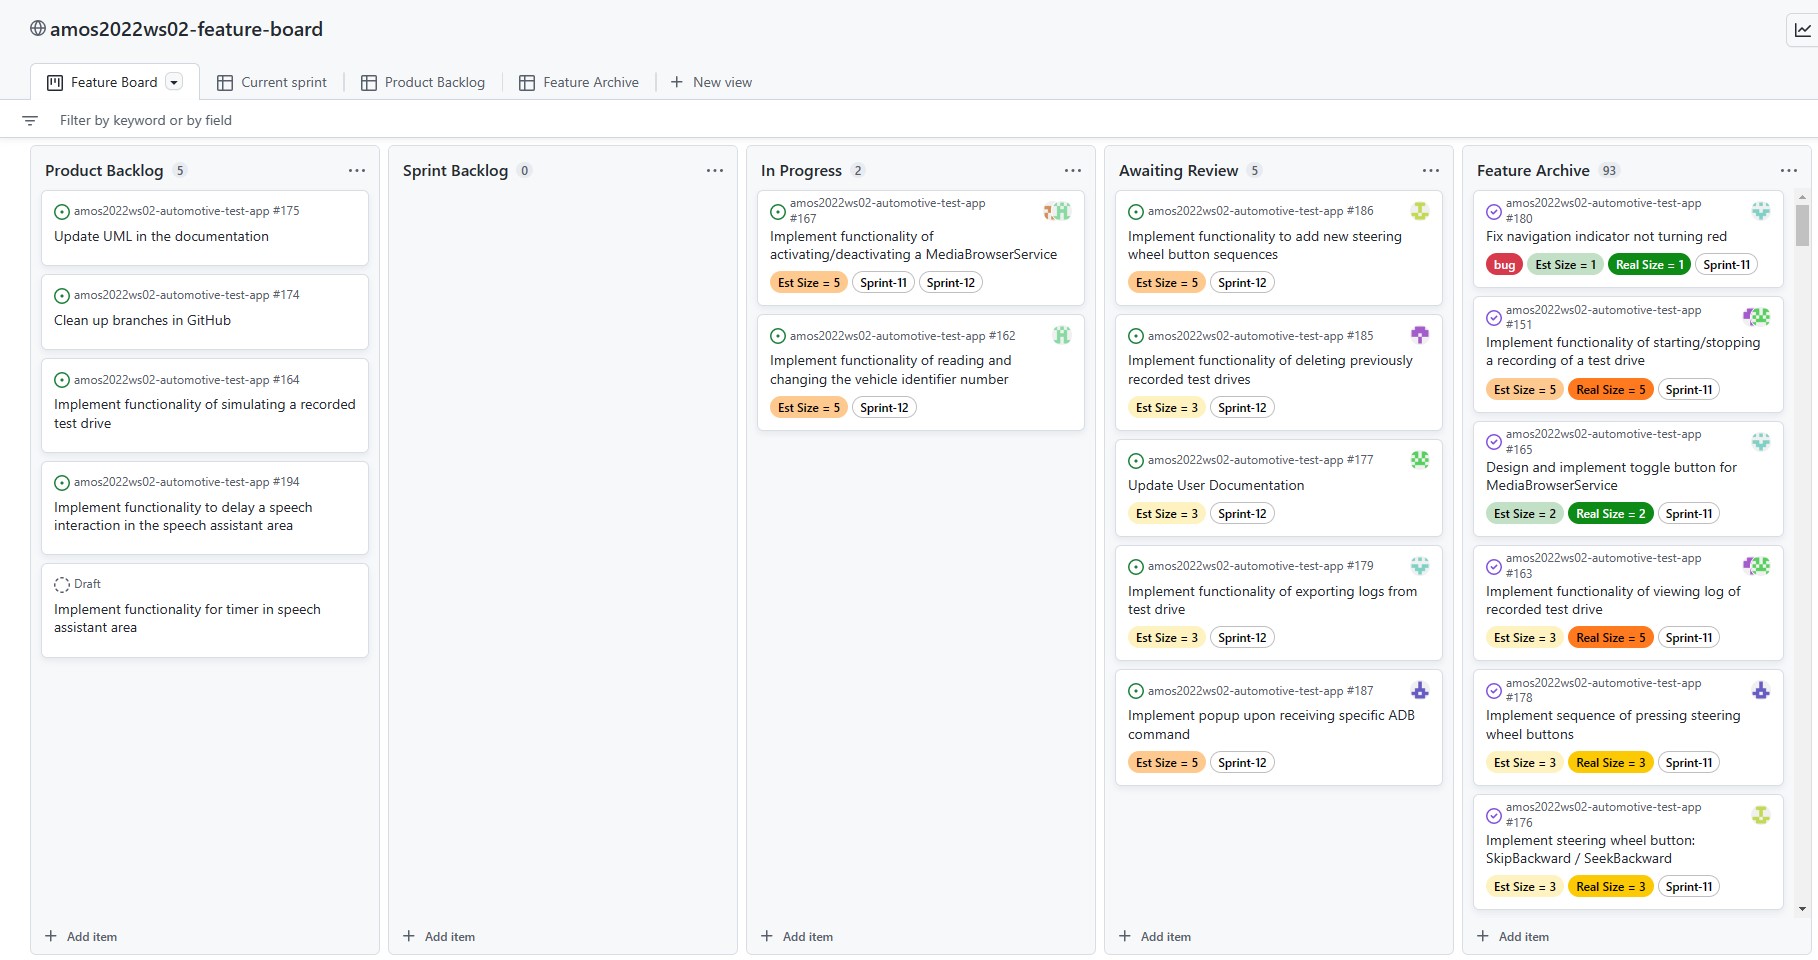 amos2022ws02-feature-board
Feature Board
Current sprint
Product Backlog
Feature Archive
New view
Filter by keyword or by field
Product Backlog 5
amos2022ws02-automotive-test-app #175
Update UML in the documentation
amos2022ws02-automotive-test-app #174
Clean up branches in GitHub
amos2022ws02-automotive-test-app #164
Implement functionality of simulating a recorded
test drive
amos2022ws02-automotive-test-app #194
Implement functionality to delay a speech
interaction in the speech assistant area
Draft
Implement functionality for timer in speech
assistant area
Add item
Sprint Backlog 0
Add item
In Progress 2
amos2022ws02-automotive-test-app
#167
Implement functionality of
activating/deactivating a MediaBrowserService
Est Size = 5 Sprint-11 Sprint-12
amos2022ws02-automotive-test-app #162
Implement functionality of reading and
changing the vehicle identifier number
Est Size = 5 Sprint-12
Add item
Awaiting Review 5
amos2022ws02-automotive-test-app #186
Implement functionality to add new steering
wheel button sequences
Est Size = 5 Sprint-12
amos2022ws02-automotive-test-app #185
Implement functionality of deleting previously
recorded test drives
Est Size = 3 Sprint-12
amos2022ws02-automotive-test-app #177
Update User Documentation
Est Size = 3 Sprint-12
amos2022ws02-automotive-test-app #179
Implement functionality of exporting logs from
test drive
Est Size = 3 Sprint-12
amos2022ws02-automotive-test-app #187
Implement popup upon receiving specific ADB
command
Est Size = 5 Sprint-12
Add item
Feature Archive 93
amos2022ws02-automotive-test-app
#180
Fix navigation indicator not turning red
bug Est Size = 1 Real Size = 1 Sprint-11
amos2022ws02-automotive-test-app
#151
Implement functionality of starting/stopping
a recording of a test drive
Est Size = 5 Real Size = 5 Sprint-11
amos2022ws02-automotive-test-app
#165
Design and implement toggle button for
MediaBrowserService
Est Size = 2 Real Size = 2 Sprint-11
amos2022ws02-automotive-test-app
#163
Implement functionality of viewing log of
recorded test drive
Est Size = 3 Real Size = 5 Sprint-11
amos2022ws02-automotive-test-app
#178
Implement sequence of pressing steering
wheel buttons
Est Size = 3 Real Size = 3 Sprint-11
amos2022ws02-automotive-test-app
#176
Implement steering wheel button:
SkipBackward / SeekBackward
Est Size = 3 Real Size = 3 Sprint-11
Add item